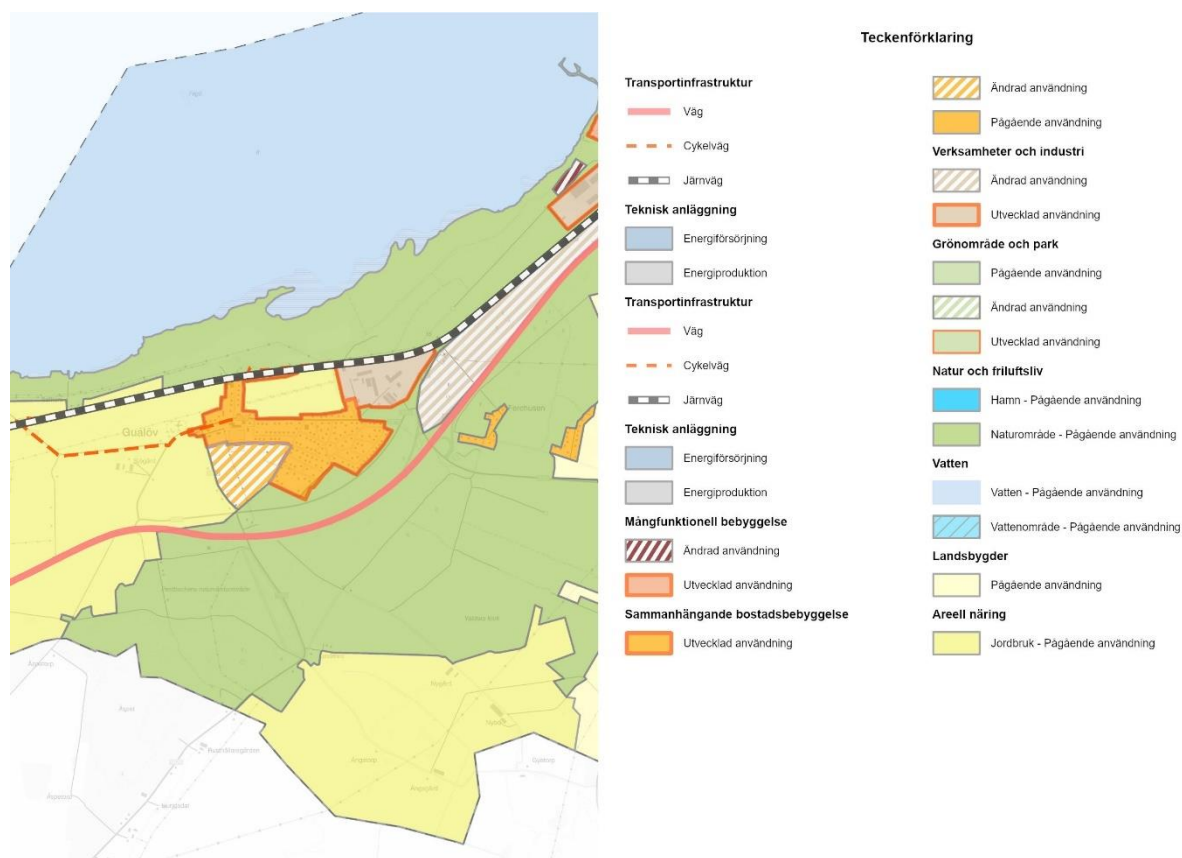 Teckenförklaring
Transportinfrastruktur
Väg
Cykelväg
Järnväg
Teknisk anläggning
Energiförsörjning
Energiproduktion
Transportinfrastruktur
Väg
Cykelväg
Järnväg
Teknisk anläggning
Energiförsörjning
Energiproduktion
Mångfunktionell bebyggelse
Ändrad användning
Utvecklad användning
Sammanhängande bostadsbebyggelse
Utvecklad användning
Ändrad användning
Pågående användning
Verksamheter och industri
Ändrad användning
Utvecklad användning
Grönområde och park
Pågående användning
Ändrad användning
Utvecklad användning
Natur och friluftsliv
Hamn - Pågående användning
Naturområde - Pågående användning
Vatten
Vatten - Pågående användning
Vattenområde - Pågående användning
Landsbygder
Pågående användning
Areell näring
Jordbruk - Pågående användning
Gualöv